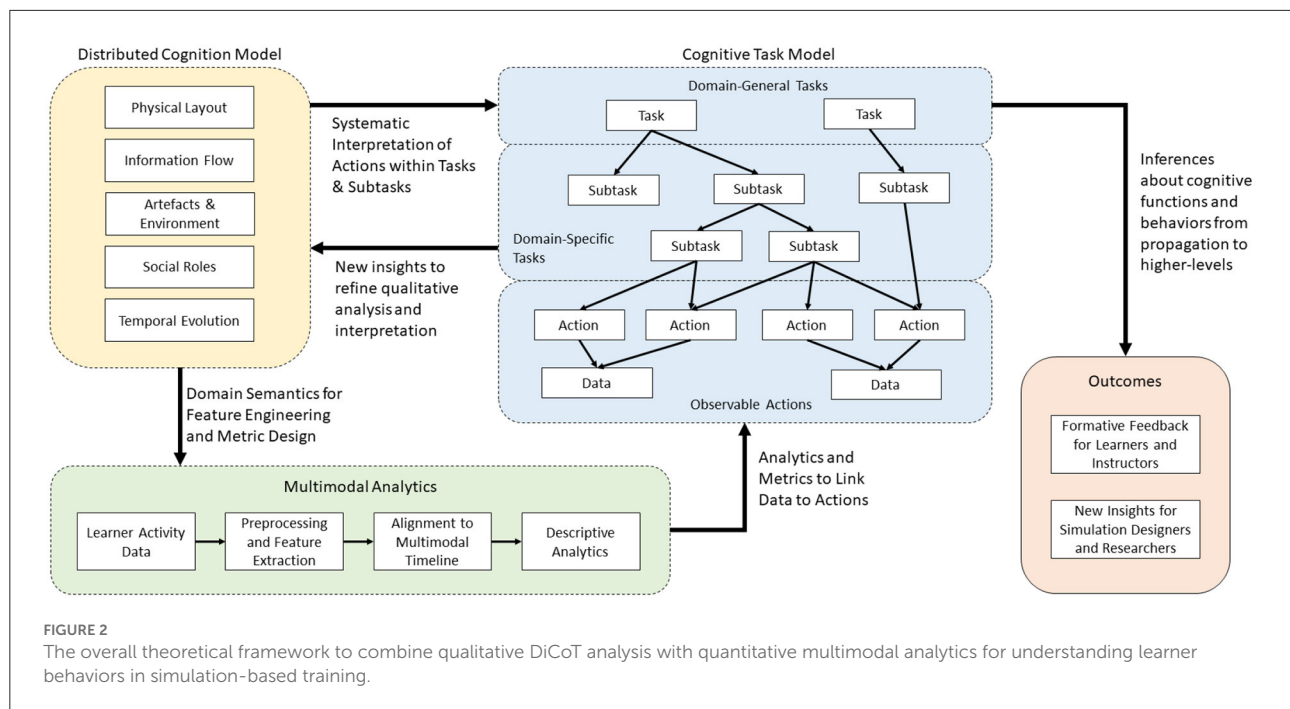 Distributed Cognition Model
Physical Layout
Information Flow
Artefacts &
Environment
Social Roles
Temporal Evolution
Systematic
Interpretation of
Actions within Tasks
& Subtasks
New insights to
refine qualitative
analysis and
interpretation
Cognitive Task Model
Domain-General Tasks
Task
Task
Subtask
Subtask
Subtask
Domain-Specific
Tasks
Subtask
Subtask
Action
Action
Action
Action
Data
Data
Observable Actions
Inferences
about cognitive
functions and
behaviors from
propagation to
higher-levels
Domain Semantics for
Feature Engineering
and Metric Design
Multimodal Analytics
Learner Activity
Data
Preprocessing
and Feature
Extraction
Alignment to
Multimodal
Timeline
Descriptive
Analytics
Analytics and
Metrics to Link
Data to Actions
Outcomes
Formative Feedback
for Learners and
Instructors
New Insights for
Simulation Designers
and Researchers
FIGURE 2
The overall theoretical framework to combine qualitative DiCoT analysis with quantitative multimodal analytics for understanding learner
behaviors in simulation-based training.